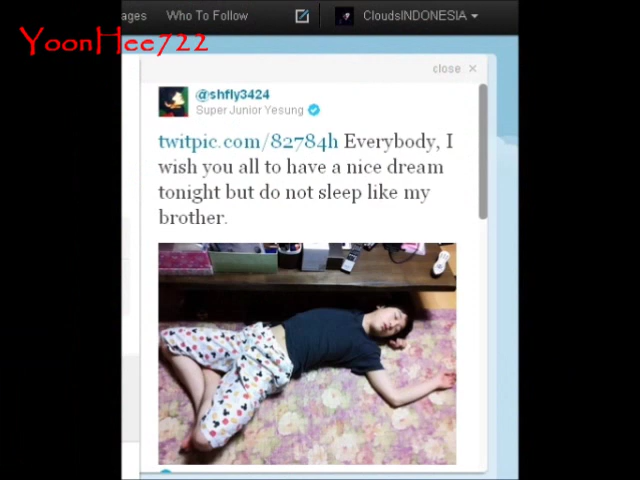 ages Who To Follow CloudsINDONESIA
YoonHee722
close ×
@shfly3424
Super Junior Yesung
twitpic.com/82784h Everybody, I
wish you all to have a nice dream
tonight but do not sleep like my
brother.